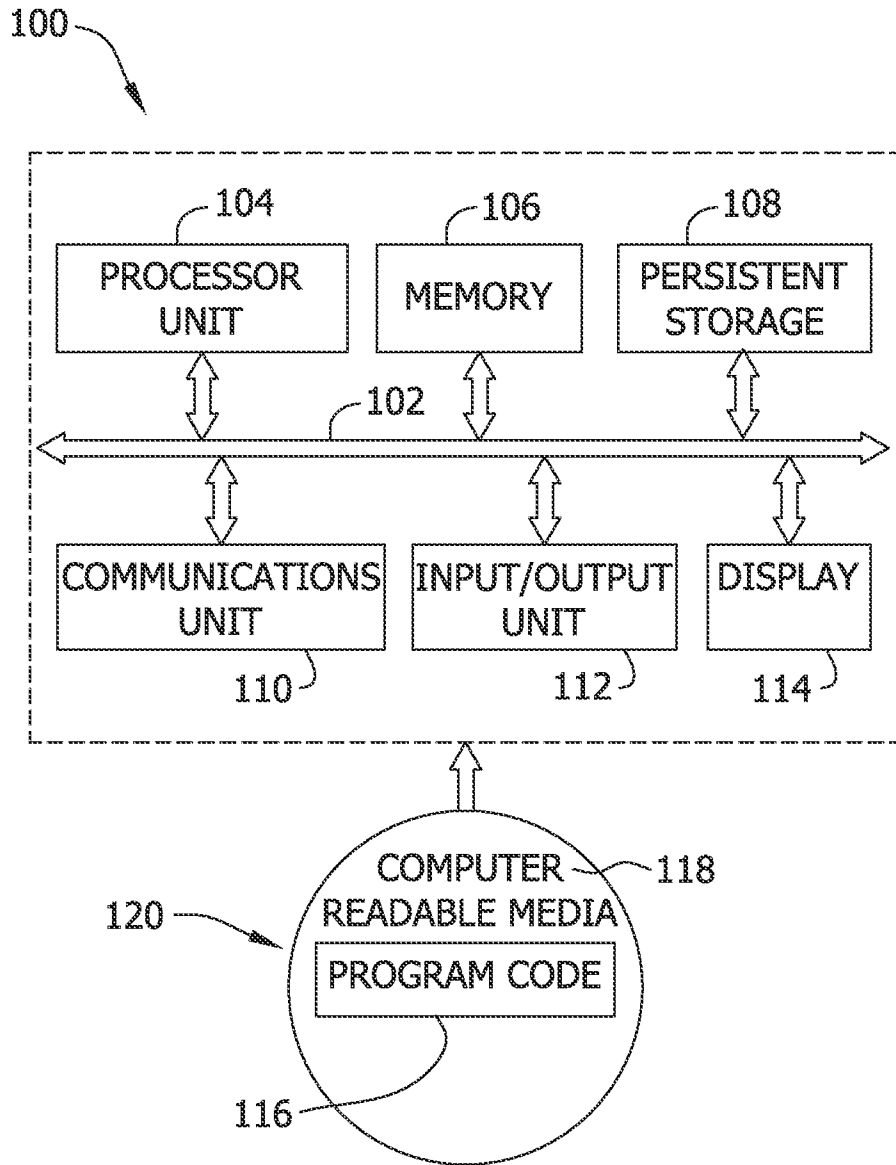 100
104
106
108
PROCESSOR
UNIT
MEMORY
PERSISTENT
STORAGE
102
COMMUNICATIONS
UNIT
INPUT/OUTPUT
UNIT
DISPLAY
110
112
114
COMPUTER
READABLE MEDIA
118
120
PROGRAM CODE
116